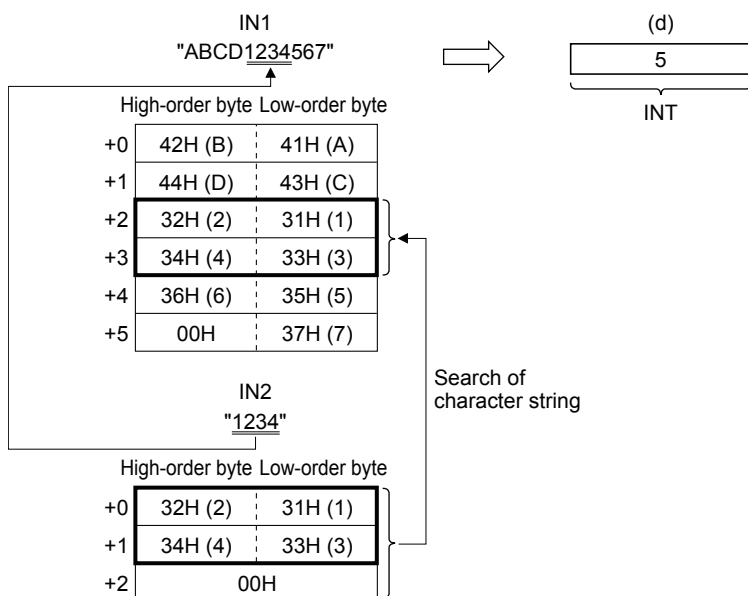 IN1
"ABCD1234567"
(d)
5
INT
High-order byte Low-order byte
+0 42H (B) 41H (A)
+1 44H (D) 43H (C)
+2 32H (2) 31H (1)
+3 34H (4) 33H (3)
+4 36H (6) 35H (5)
+5 00H 37H (7)
Search of
character string
IN2
"1234"
High-order byte Low-order byte
+0 32H (2) 31H (1)
+1 34H (4) 33H (3)
+2 00H